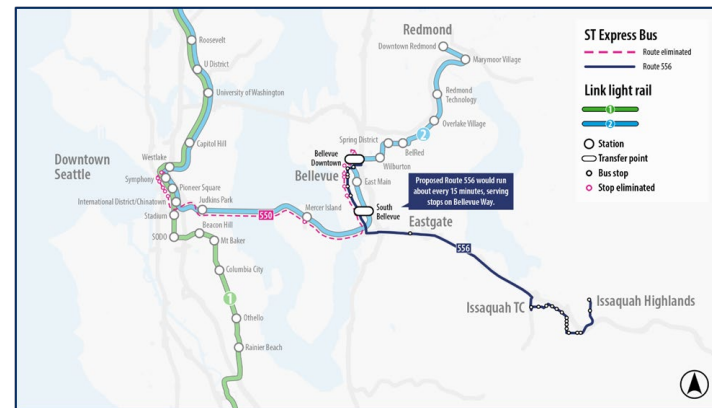 Redmond
Downtown Redmond
Marymoor Village
Roosevelt
U District
University of Washington
Redmond
Technology
Overlake Village
2
Capitol Hill
Spring District
BelRed
Wilburton
Downtown
Seattle
Westlake
Symphony
Pioneer Square
International District/Chinatown
Judkins Park
Stadium
SODO
Beacon Hill
Mt Baker
Columbia City
1
Othello
Rainier Beach
550
Mercer Island
Bellevue
Downtown
Bellevue
East Main
South
Bellevue
Proposed Route 556 would run
about every 15 minutes, serving
stops on Bellevue Way.
Eastgate
556
Issaquah TC
Issaquah Highlands
ST Express Bus
Route eliminated
Route 556
Link light rail
1
2
Station
Transfer point
Bus stop
Stop eliminated